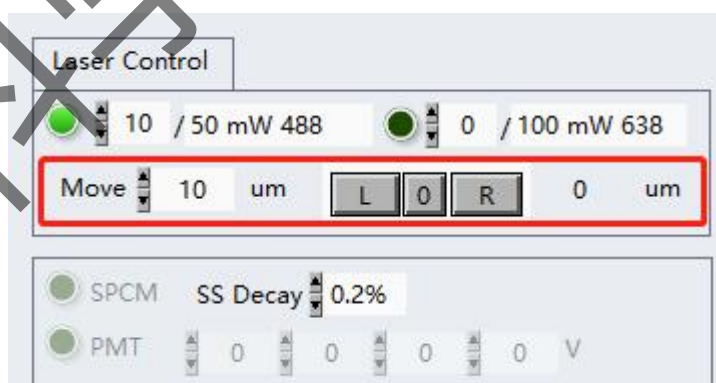 Laser Control
10 / 50 mW 488 0 / 100 mW 638
Move 10 um L 0 R 0 um
SPCM SS Decay 0.2%
PMT 0 0 0 0 V